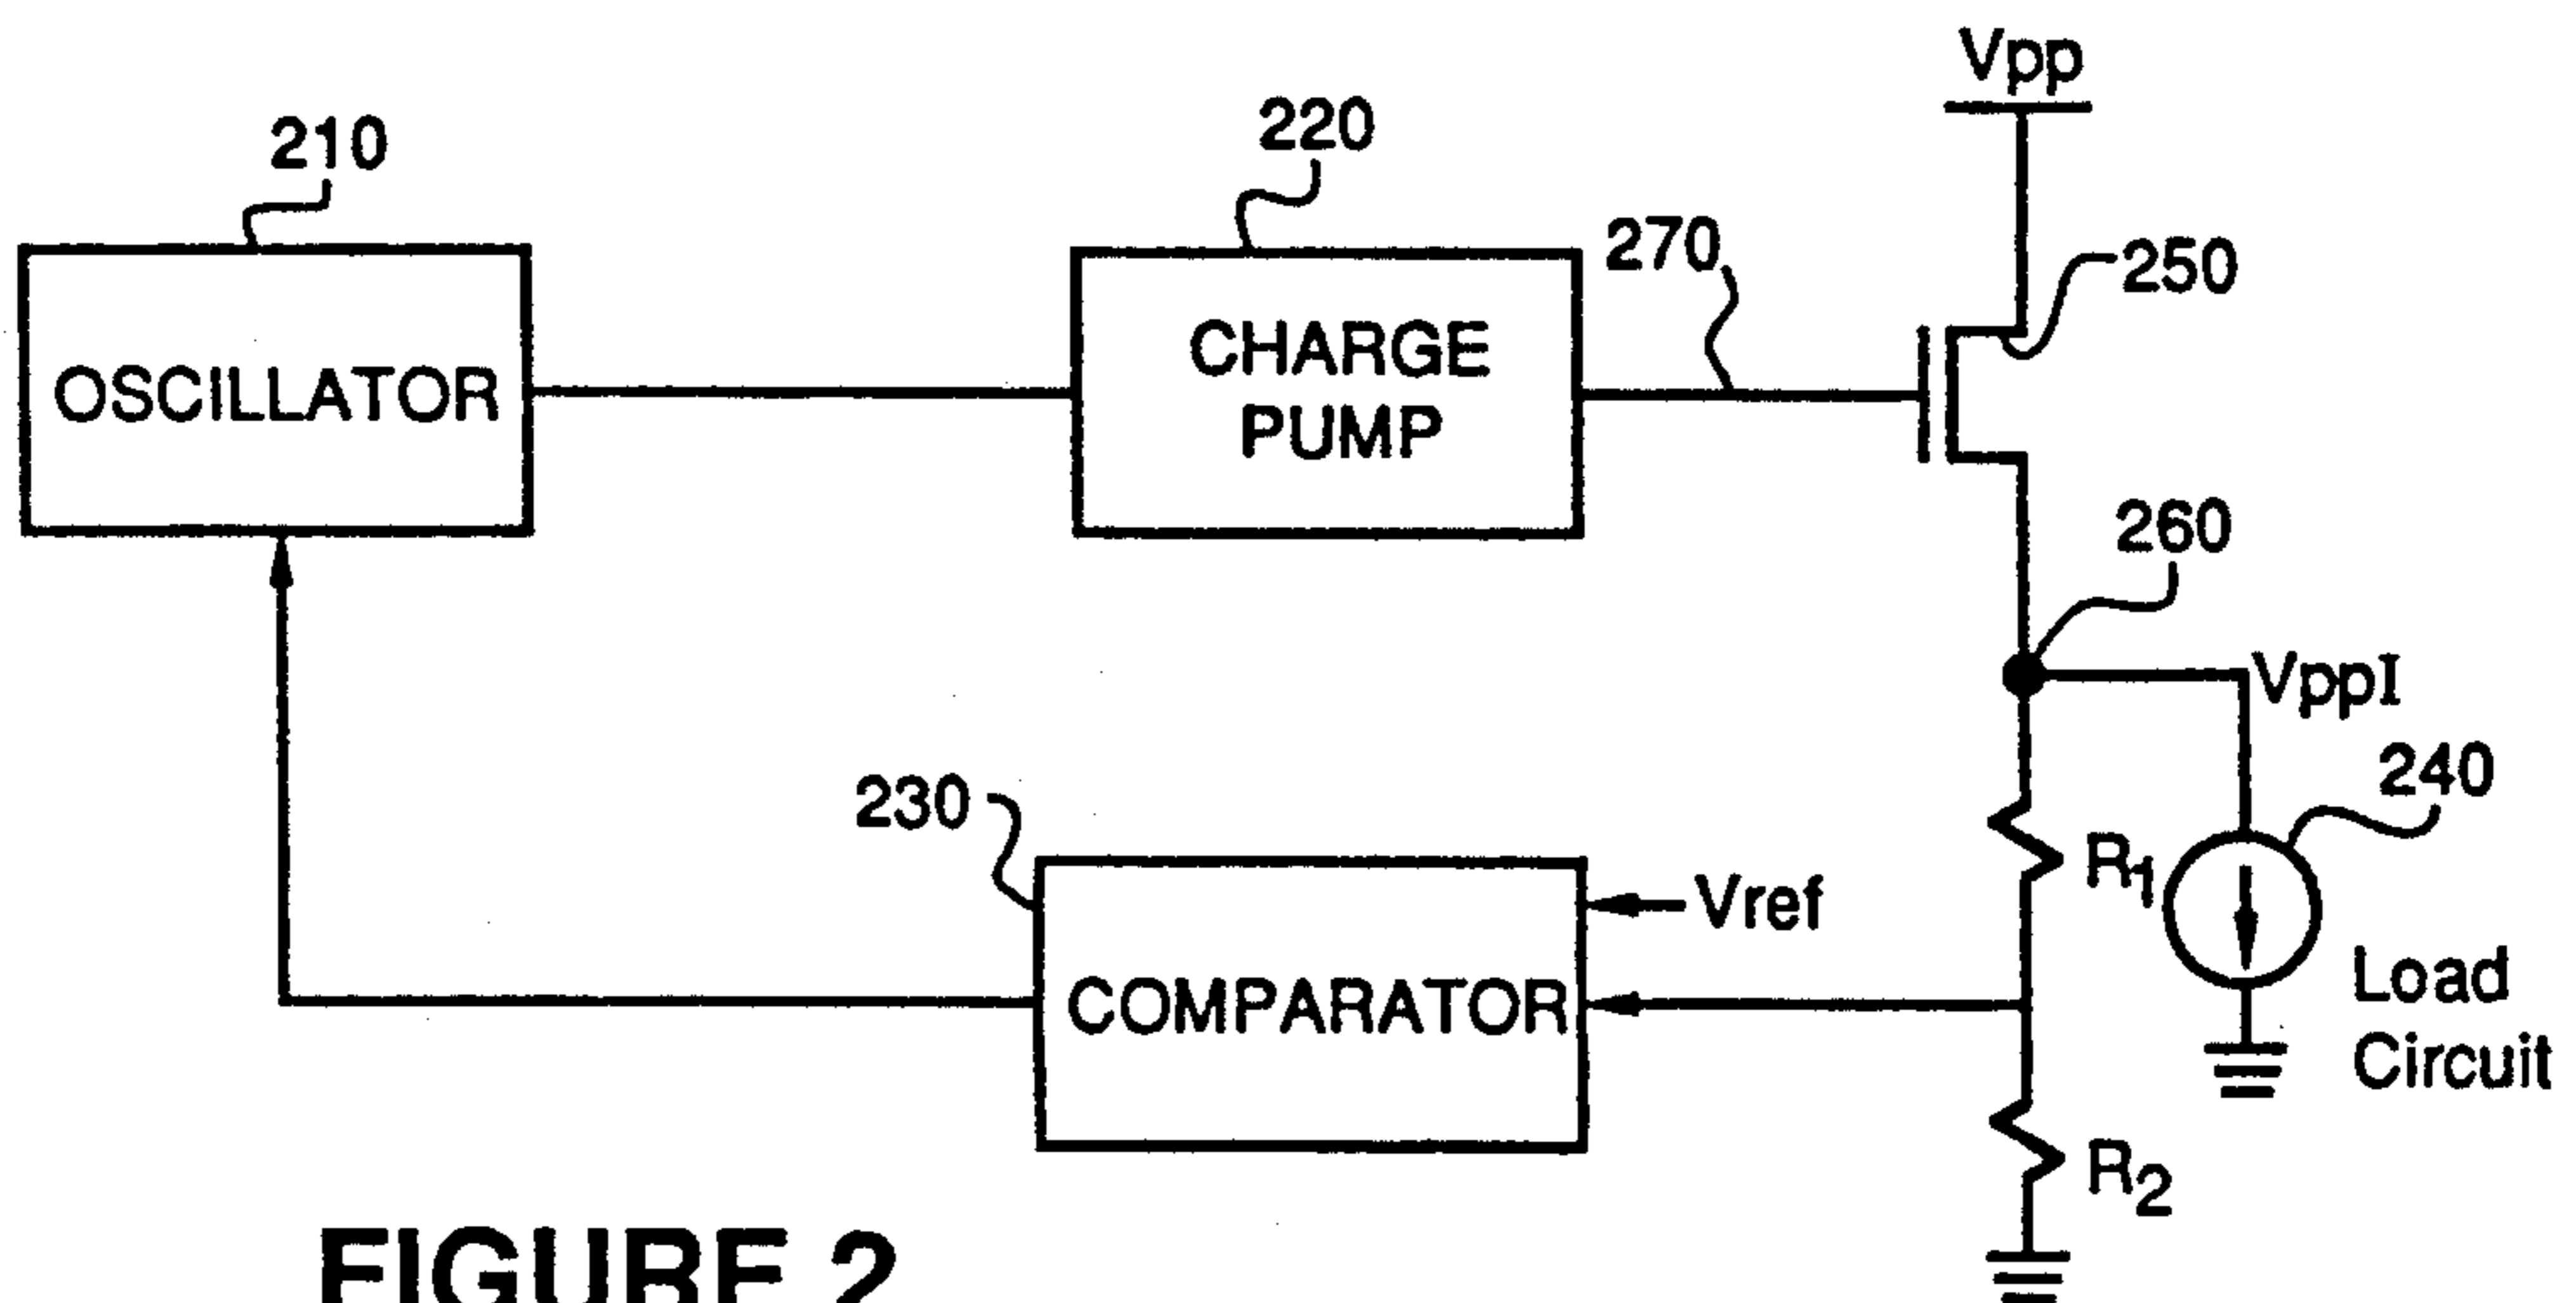 Vpp
210
220
270
250
OSCILLATOR
CHARGE
PUMP
260
VppI
240
230
R1
Vref
Load
Circuit
COMPARATOR
R2
FIGURE 2